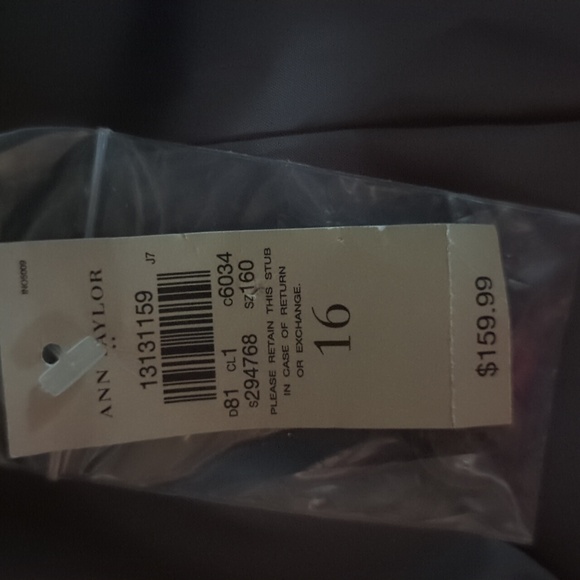 ANN TAYLOR
13131159 J7
D81 CL1 C6034
S294768 SZ160
PLEASE RETAIN THIS STUB
IN CASE OF RETURN
OR EXCHANGE.
16
$159.99